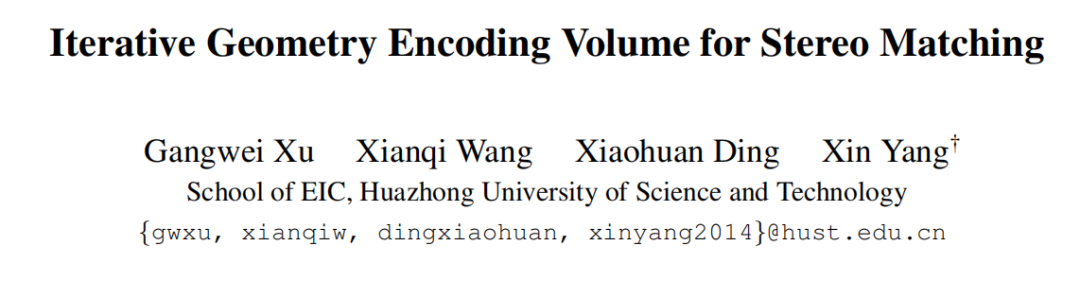 Iterative Geometry Encoding Volume for Stereo Matching
Gangwei Xu Xianqi Wang Xiaohuan Ding Xin Yang†
School of EIC, Huazhong University of Science and Technology
{gwxu, xianqiw, dingxiaohuan, xinyang2014}@hust.edu.cn